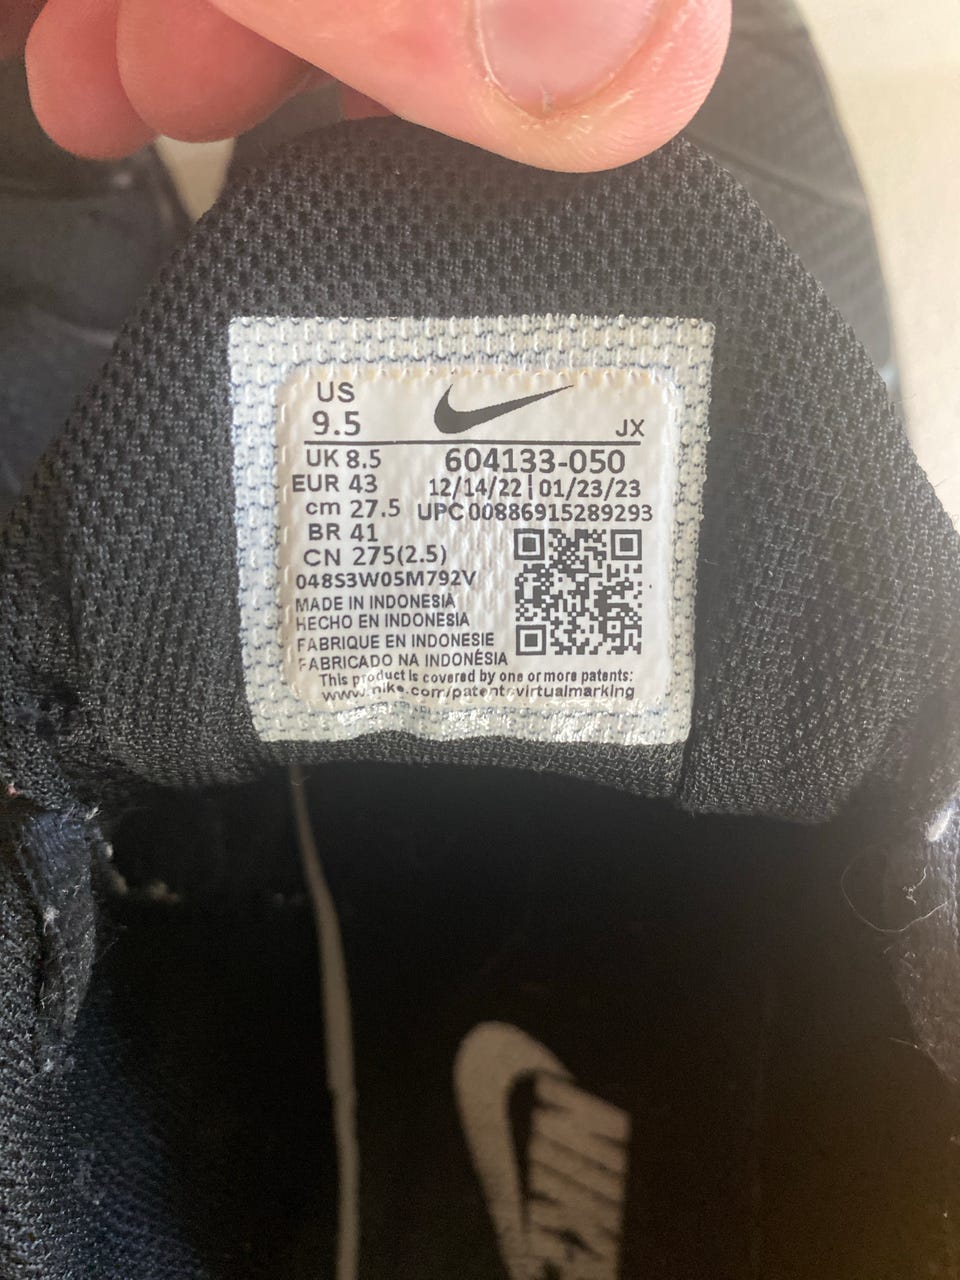 US
9.5
JX
UK 8.5
604133-050
EUR 43
12/14/22 | 01/23/23
cm 27.5
UPC 00886915289293
BR 41
CN 275(2.5)
048S3W05M792V
MADE IN INDONESIA
HECHO EN INDONESIA
FABRIQUE EN INDONESIE
FABRICADO NA INDONÉSIA
This product is covered by one or more patents:
www.nike.com/patentsvirtualmarking
NIKE